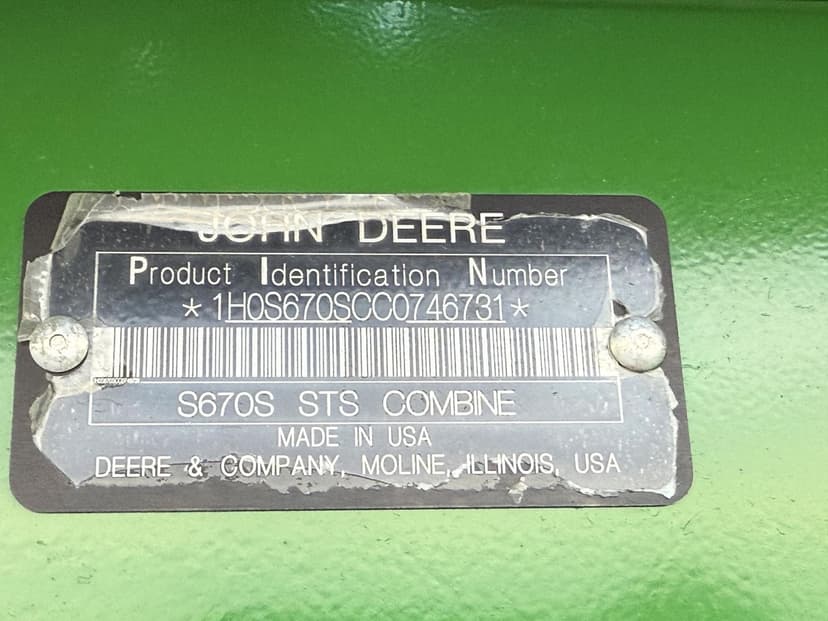 JOHN DEERE
Product Identification Number
*1H0S670SCC0746731*
S670S STS COMBINE
MADE IN USA
DEERE & COMPANY, MOLINE, ILLINOIS, USA